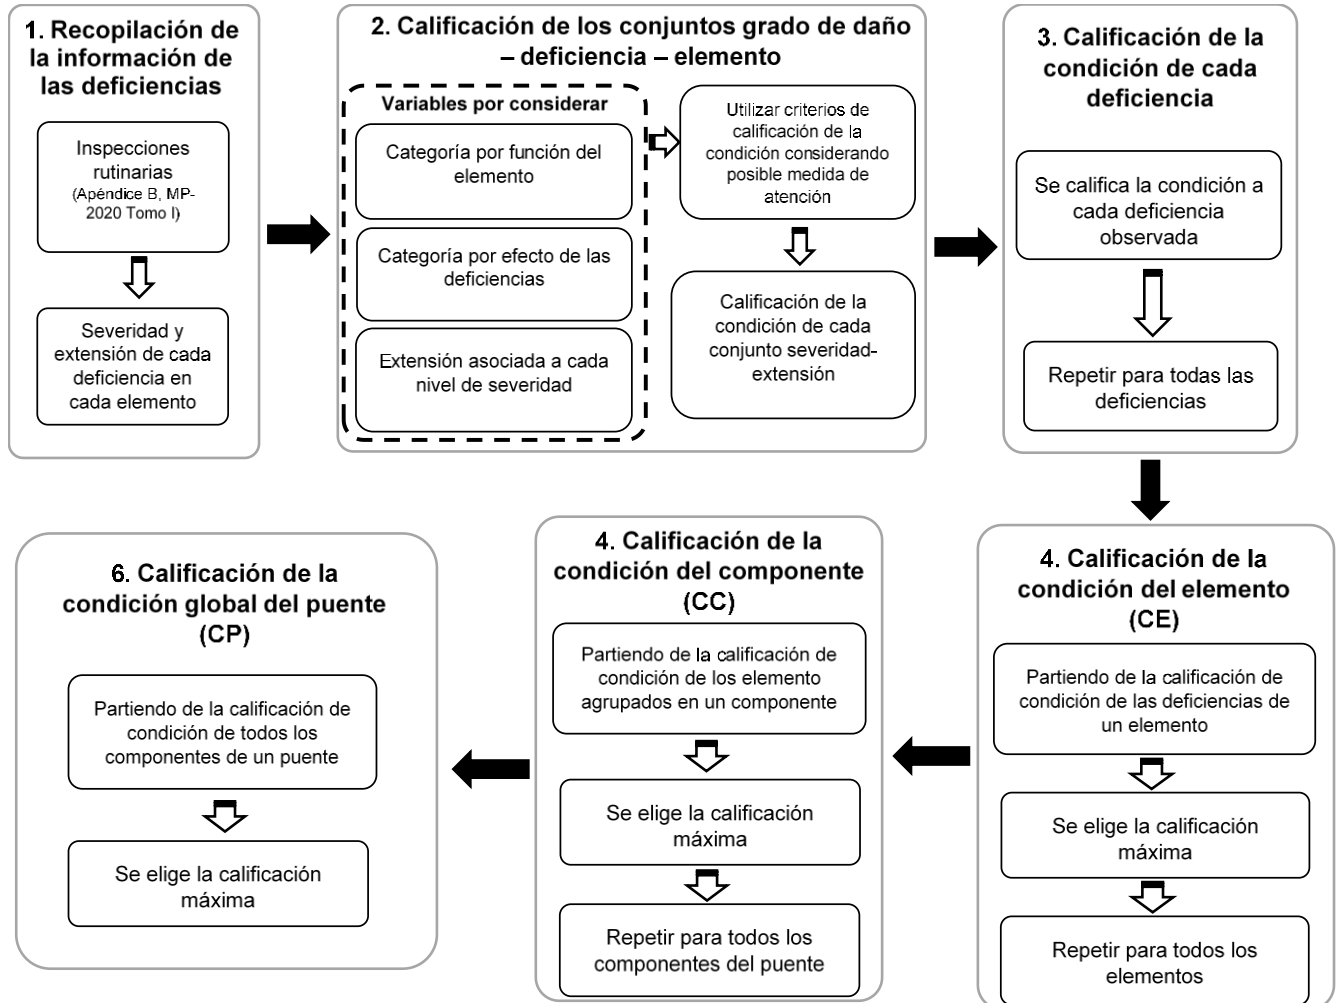 1. Recopilación de
la información de
las deficiencias
Inspecciones
rutinarias
(Apéndice B, MP-
2020 Tomo I)
Severidad y
extensión de cada
deficiencia en
cada elemento
2. Calificación de los conjuntos grado de daño
– deficiencia – elemento
Variables por considerar
Categoría por función del
elemento
Categoría por efecto de las
deficiencias
Extensión asociada a cada
nivel de severidad
Utilizar criterios de
calificación de la
condición considerando
posible medida de
atención
Calificación de la
condición de cada
conjunto severidad-
extensión
3. Calificación de la
condición de cada
deficiencia
Se califica la condición a
cada deficiencia
observada
Repetir para todas las
deficiencias
4. Calificación de la
condición del elemento
(CE)
Partiendo de la calificación de
condición de las deficiencias de
un elemento
Se elige la calificación
máxima
Repetir para todos los
elementos
4. Calificación de la
condición del componente
(CC)
Partiendo de la calificación de
condición de los elemento
agrupados en un componente
Se elige la calificación
máxima
Repetir para todos los
componentes del puente
6. Calificación de la
condición global del puente
(CP)
Partiendo de la calificación de
condición de todos los
componentes de un puente
Se elige la calificación
máxima